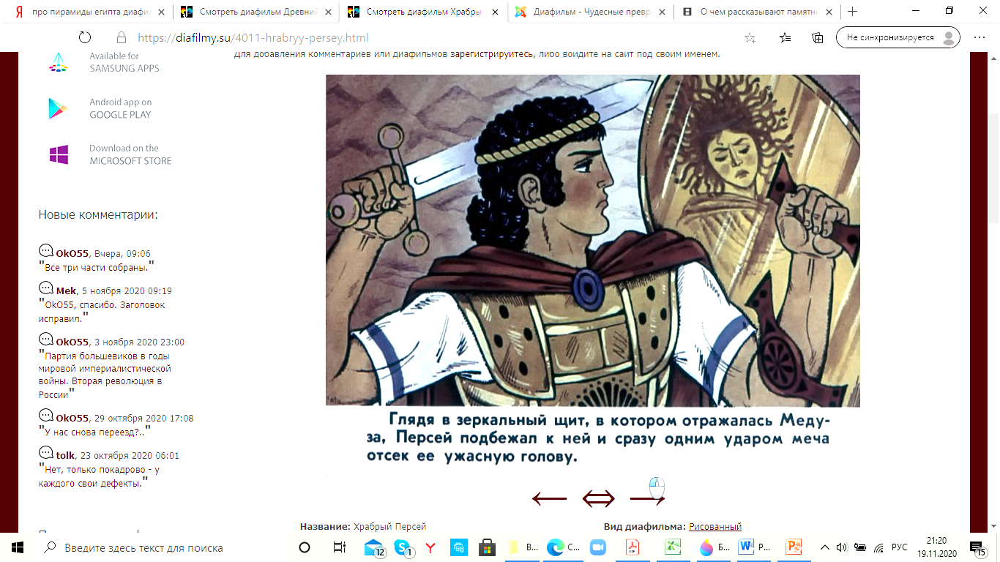 про пирамиды египта диафил
Смотреть диафильм Древний
Смотреть диафильм Храбры
Диафильм - Чудесные превр
О чем рассказывают памятни
https://diafilmy.su/4011-hrabryy-persey.html
Не синхронизируется
Для добавления комментариев или диафильмов зарегистрируйтесь, либо войдите на сайт под своим именем.
Available for
SAMSUNG APPS
Android app on
GOOGLE PLAY
Download on the
MICROSOFT STORE
Новые комментарии:
OkO55, Вчера, 09:06
"Все три части собраны."
Mek, 5 ноября 2020 09:19
"OkO55, спасибо. Заголовок
исправил."
OkO55, 3 ноября 2020 23:00
"Партия большевиков в годы
мировой империалистической
войны. Вторая революция в
России"
OkO55, 29 октября 2020 17:08
"У нас снова переезд?.."
tolk, 23 октября 2020 06:01
"Нет, только покадрово - у
каждого свои дефекты."
Глядя в зеркальный щит, в котором отражалась Меду-
за, Персей подбежал к ней и сразу одним ударом меча
отсек ее ужасную голову.
Название: Храбрый Персей
Вид диафильма: Рисованный
Введите здесь текст для поиска
12
1
В...
С...
Б...
Р...
РУС
21:20
19.11.2020
15